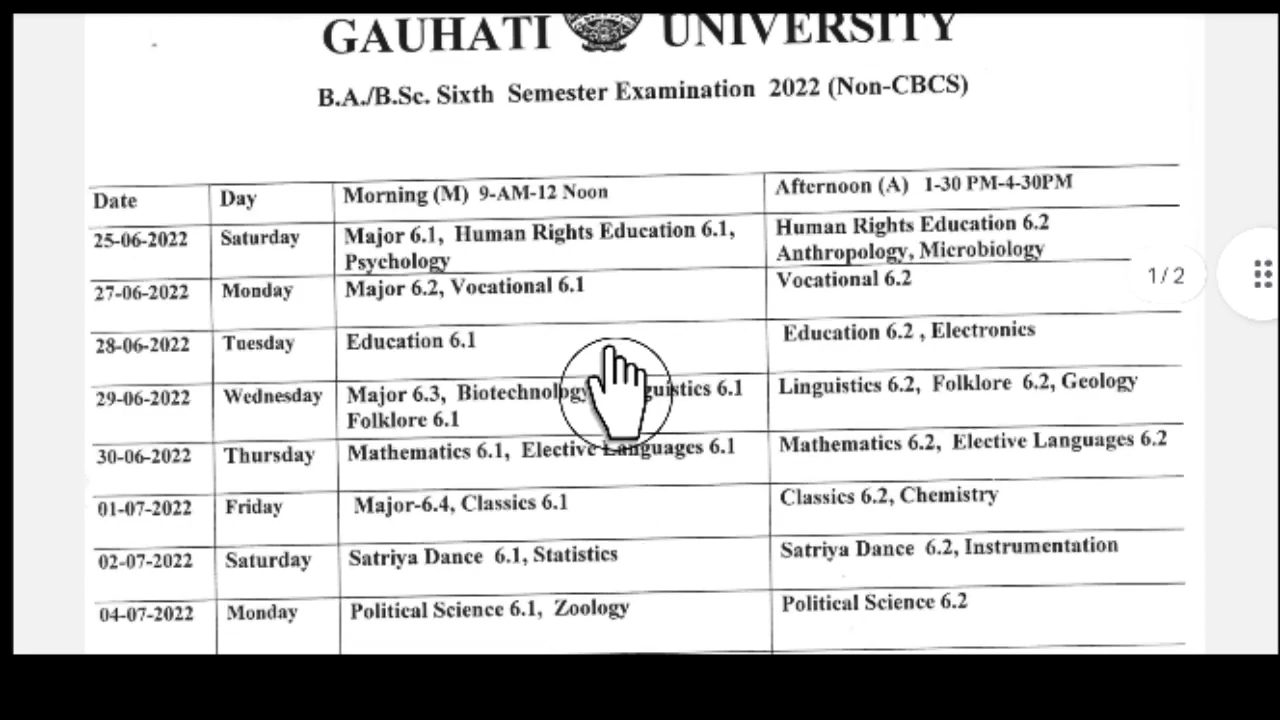 GAUHATI UNIVERSITY
B.A./B.Sc. Sixth Semester Examination 2022 (Non-CBCS)
Date Day Morning (M) 9-AM-12 Noon Afternoon (A) 1-30 PM-4-30PM
25-06-2022 Saturday Major 6.1, Human Rights Education 6.1, Human Rights Education 6.2
Psychology Anthropology, Microbiology
27-06-2022 Monday Major 6.2, Vocational 6.1 Vocational 6.2
1/2
28-06-2022 Tuesday Education 6.1 Education 6.2 , Electronics
29-06-2022 Wednesday Major 6.3, Biotechnology guistics 6.1 Linguistics 6.2, Folklore 6.2, Geology
Folklore 6.1
30-06-2022 Thursday Mathematics 6.1, Elective Languages 6.1 Mathematics 6.2, Elective Languages 6.2
01-07-2022 Friday Major-6.4, Classics 6.1 Classics 6.2, Chemistry
02-07-2022 Saturday Satriya Dance 6.1, Statistics Satriya Dance 6.2, Instrumentation
04-07-2022 Monday Political Science 6.1, Zoology Political Science 6.2